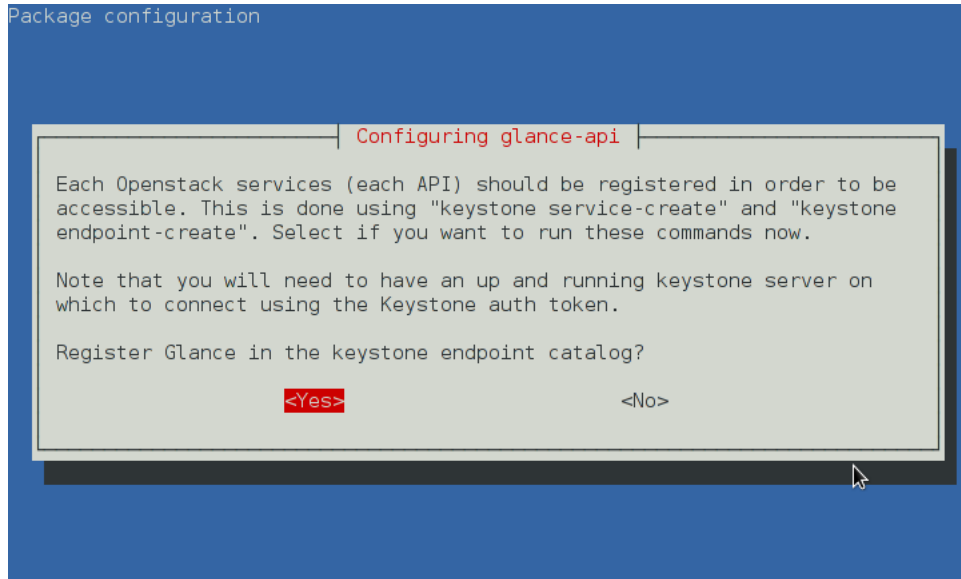 Package configuration
Configuring glance-api
Each Openstack services (each API) should be registered in order to be
accessible. This is done using "keystone service-create" and "keystone
endpoint-create". Select if you want to run these commands now.
Note that you will need to have an up and running keystone server on
which to connect using the Keystone auth token.
Register Glance in the keystone endpoint catalog?
<Yes> <No>